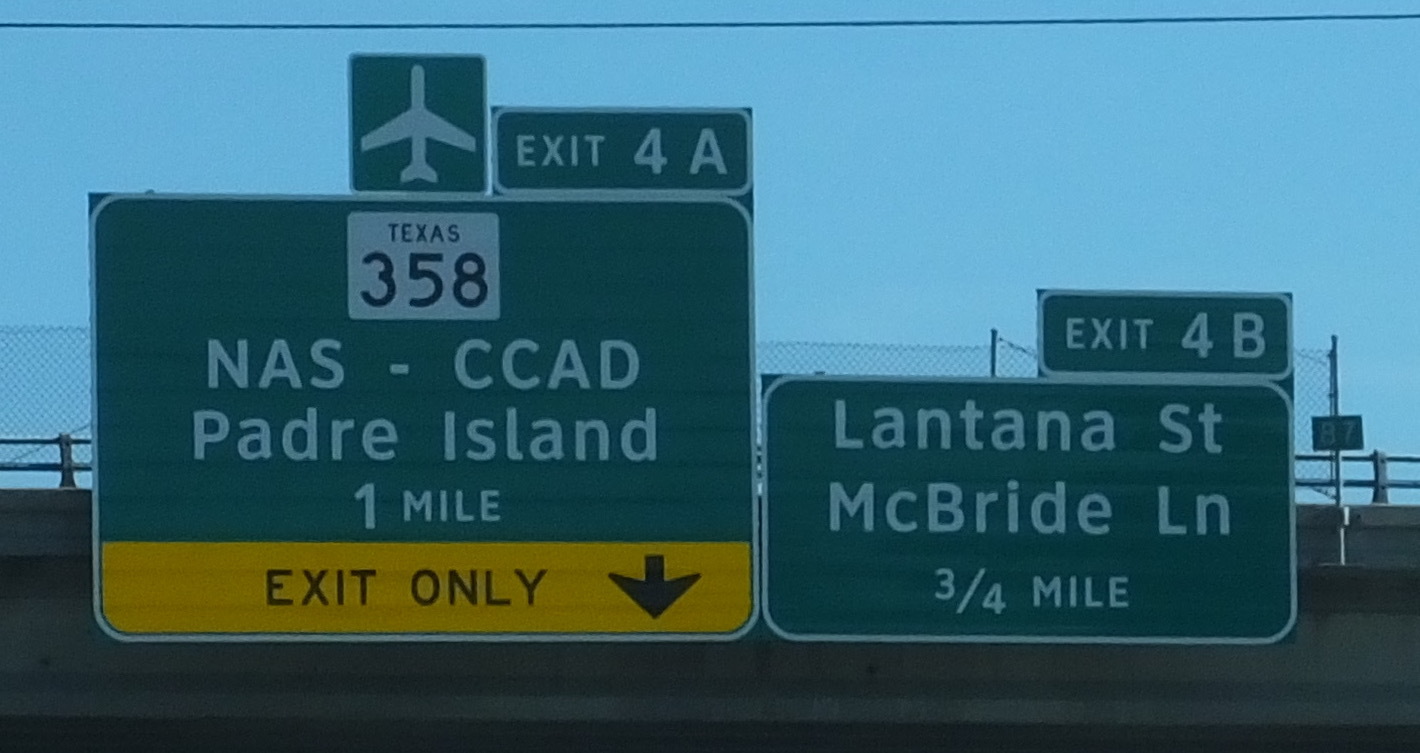 EXIT 4 A
TEXAS
358
NAS - CCAD
Padre Island
1 MILE
EXIT ONLY
EXIT 4 B
Lantana St
McBride Ln
3/4 MILE
87